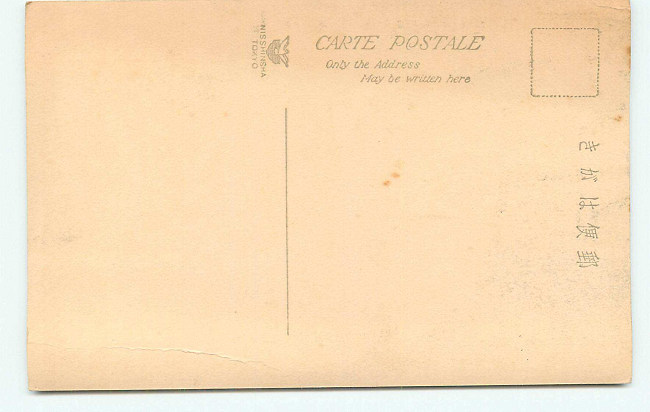 NISSHINSHA
TOKYO
CARTE POSTALE
Only the Address
May be written here
郵便はがき